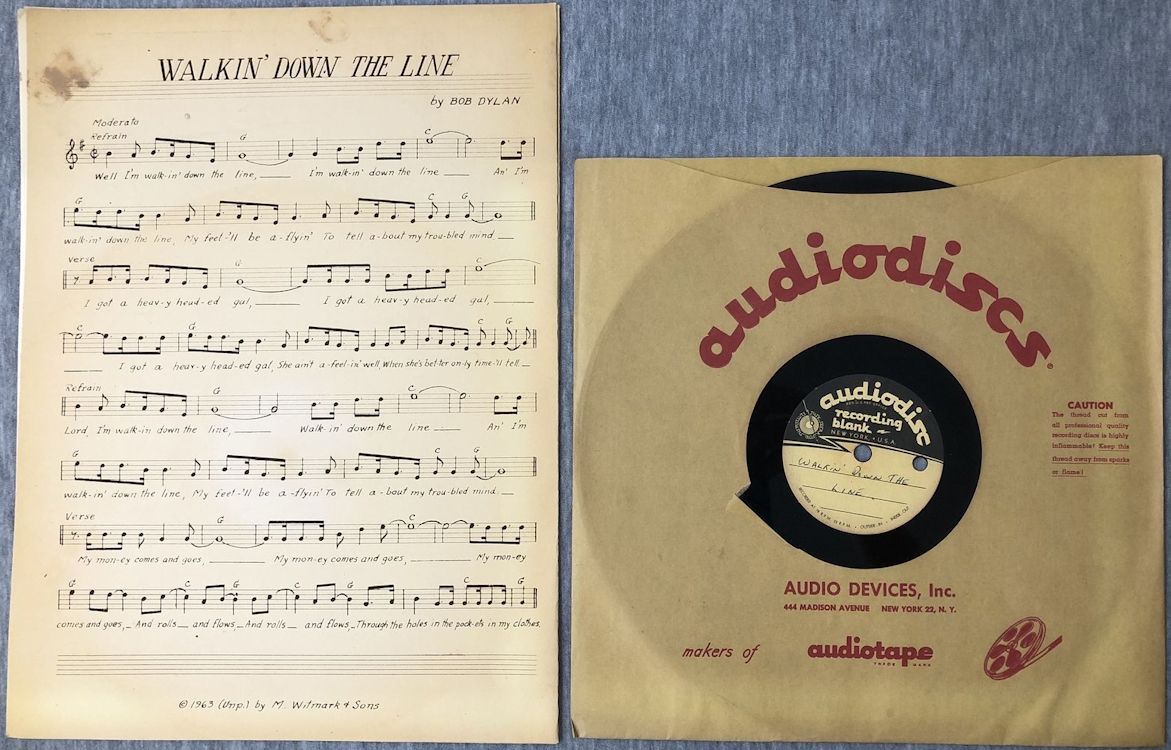 WALKIN' DOWN THE LINE
by BOB DYLAN
Moderato
Refrain
G C
Well I'm walk-in' down the line, I'm walk-in' down the line An' I'm
G C G
walk-in' down the line, My feet-'ll be a-flyin' To tell a-bout my trou-bled mind.
Verse
G C
I got a heav-y head-ed gal, I got a heav-y head-ed gal,
C G C G
I got a heav-y head-ed gal, She ain't a-feel-in' well, When she's bet-ter on-ly time-'ll tell.
Refrain
G C
Lord, I'm walk-in down the line, Walk-in' down the line An' I'm
G C G
walk-in' down the line, My feet-'ll be a-flyin' To tell a-bout my trou-bled mind.
Verse
G C
My mon-ey comes and goes, My mon-ey comes and goes, My mon-ey
G C G C G
comes and goes, And rolls and flows, And rolls and flows, Through the holes in the pock-ets in my clothes.
© 1963 (Unp.) by M. Witmark & Sons
audiodiscs
®
CAUTION
The thread cut from
all professional quality
recording discs is highly
inflammable! Keep this
thread away from sparks
or flame!
audiodisc
recording
blank
NEW YORK, U.S.A.
WALKIN' DOWN THE
LINE.
AUDIO DEVICES, Inc.
444 MADISON AVENUE NEW YORK 22, N. Y.
makers of audiotape
TRADE MARK